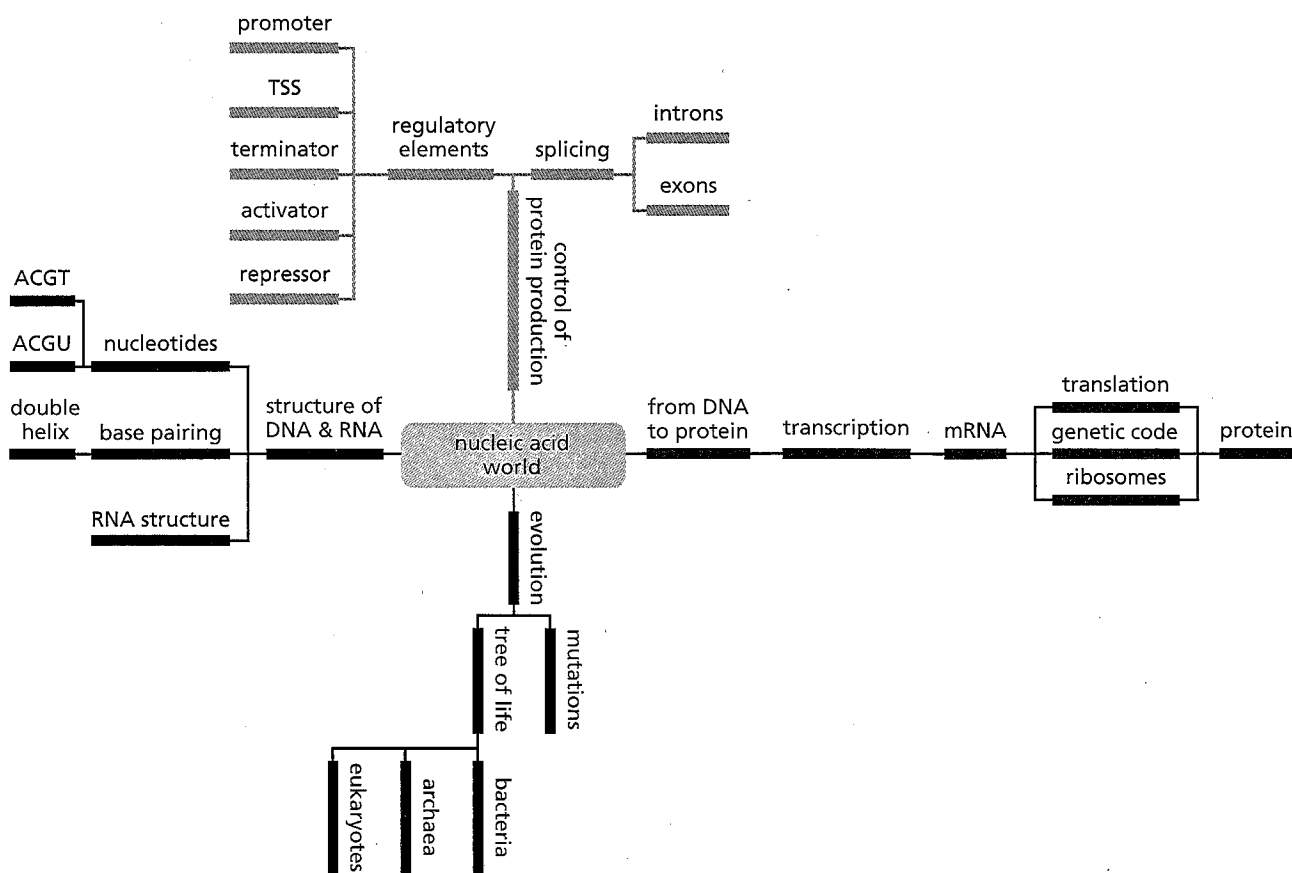 promoter
TSS
terminator
activator
repressor
regulatory
elements
splicing
introns
exons
control of
protein production
ACGT
ACGU
nucleotides
double
helix
base pairing
structure of
DNA & RNA
RNA structure
nucleic acid
world
from DNA
to protein
transcription
mRNA
translation
genetic code
ribosomes
protein
evolution
tree of life
mutations
eukaryotes
archaea
bacteria